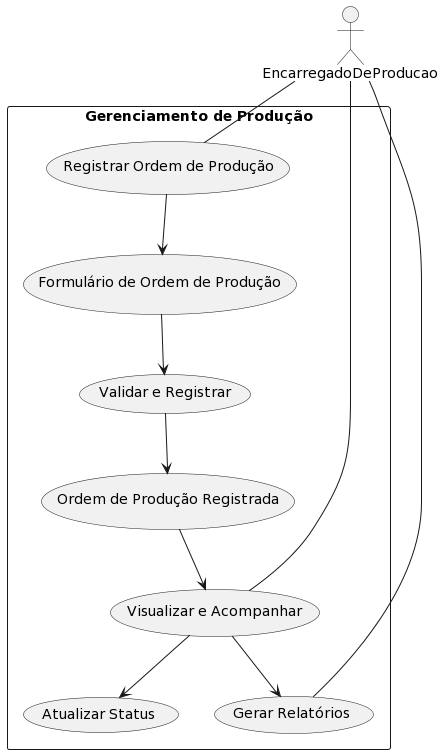 EncarregadoDeProducao
Gerenciamento de Produção
Registrar Ordem de Produção
Formulário de Ordem de Produção
Validar e Registrar
Ordem de Produção Registrada
Visualizar e Acompanhar
Atualizar Status
Gerar Relatórios